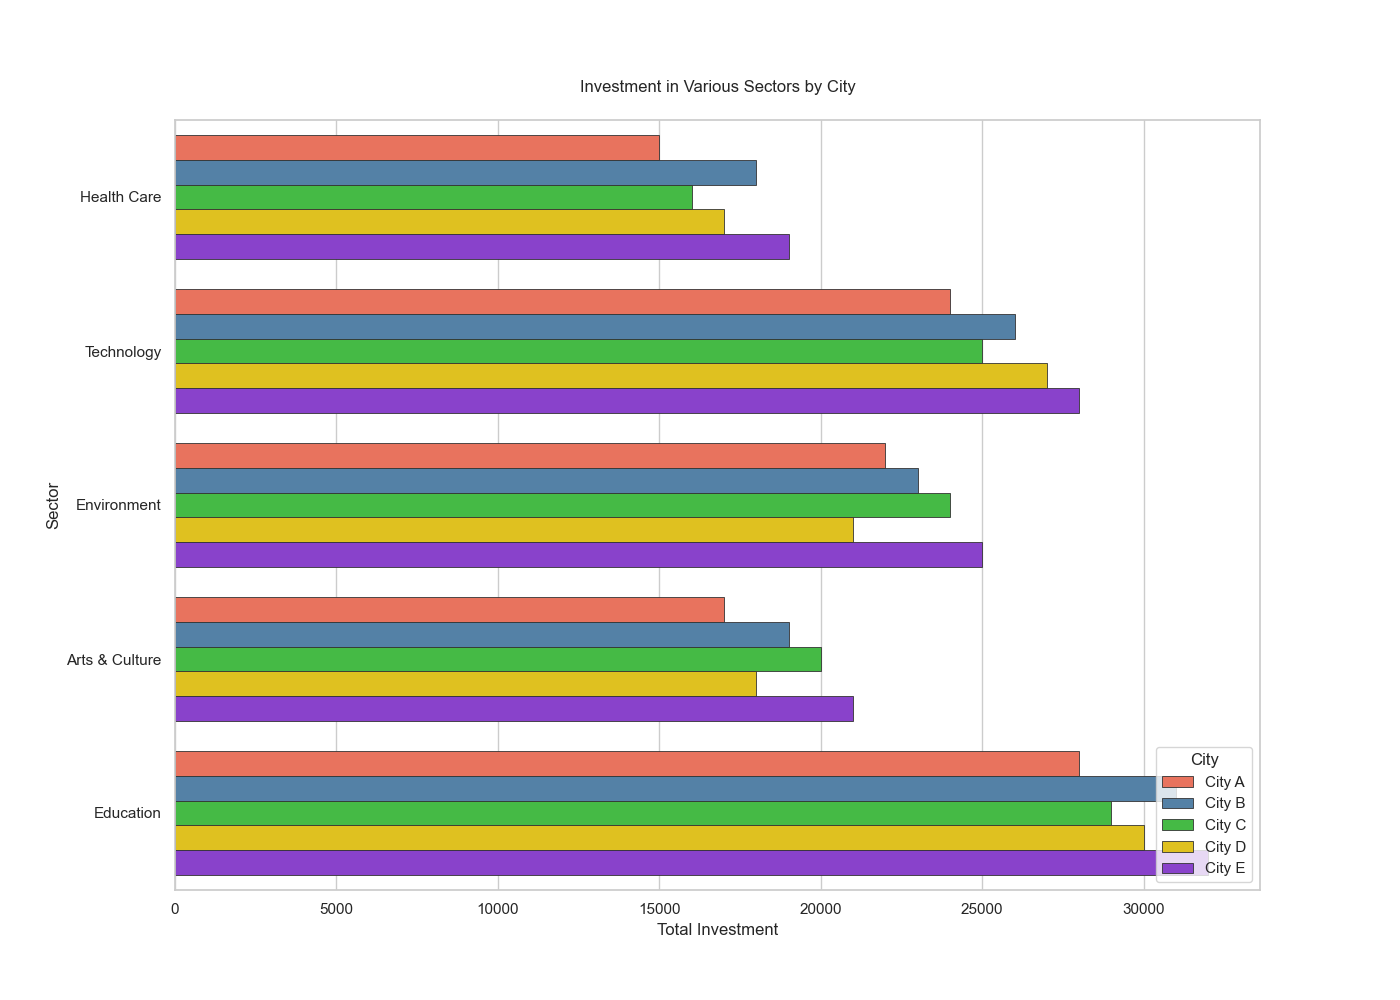 Investment in Various Sectors by City
Sector
Health Care
Technology
Environment
Arts & Culture
Education
City
City A
City B
City C
City D
City E
0 5000 10000 15000 20000 25000 30000
Total Investment